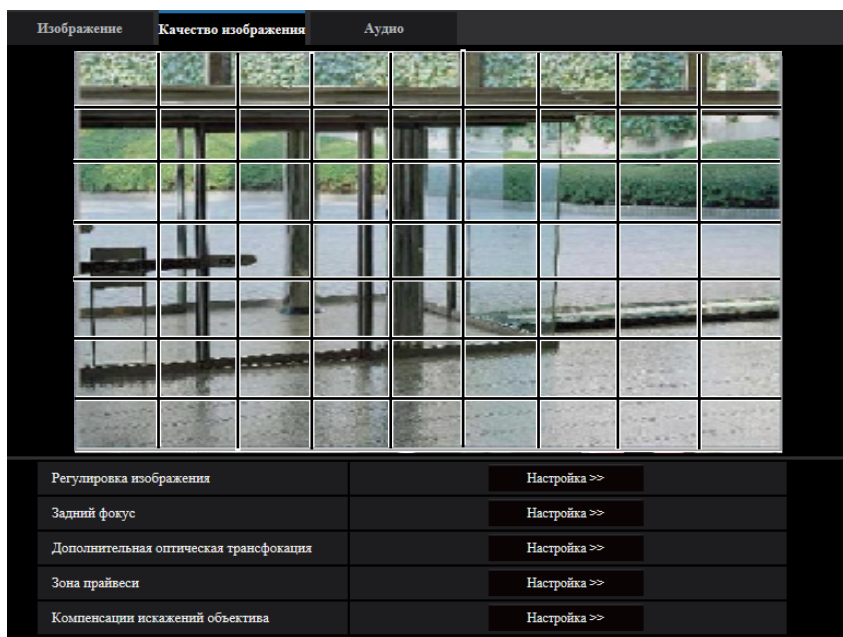 Изображение Качество изображения Аудио
Регулировка изображения Настройка >>
Задний фокус Настройка >>
Дополнительная оптическая трансфокация Настройка >>
Зона прайвеси Настройка >>
Компенсации искажений объектива Настройка >>